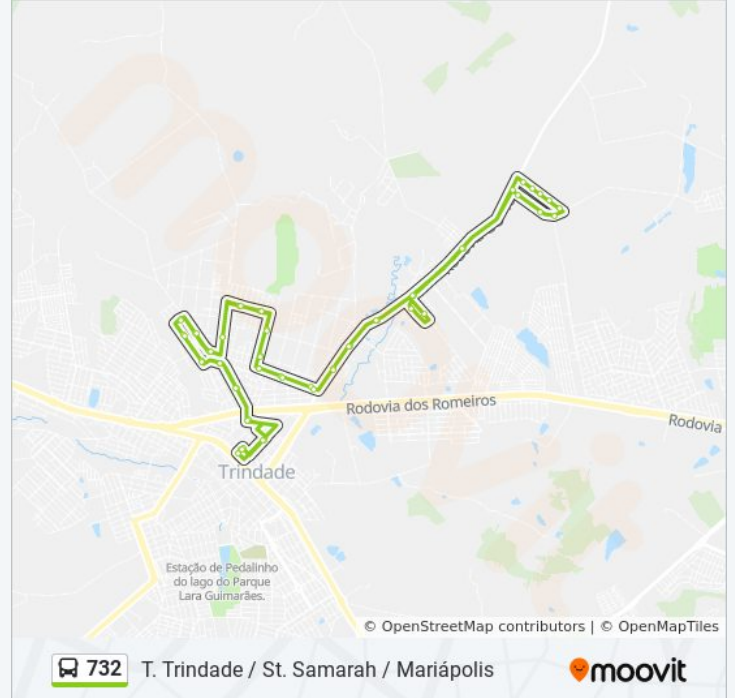 Rodovia dos Romeiros
Rodovia
Trindade
Estação de Pedalinho
do lago do Parque
Lara Guimarães.
© OpenStreetMap contributors | © OpenMapTiles
732 T. Trindade / St. Samarah / Mariápolis
moovit